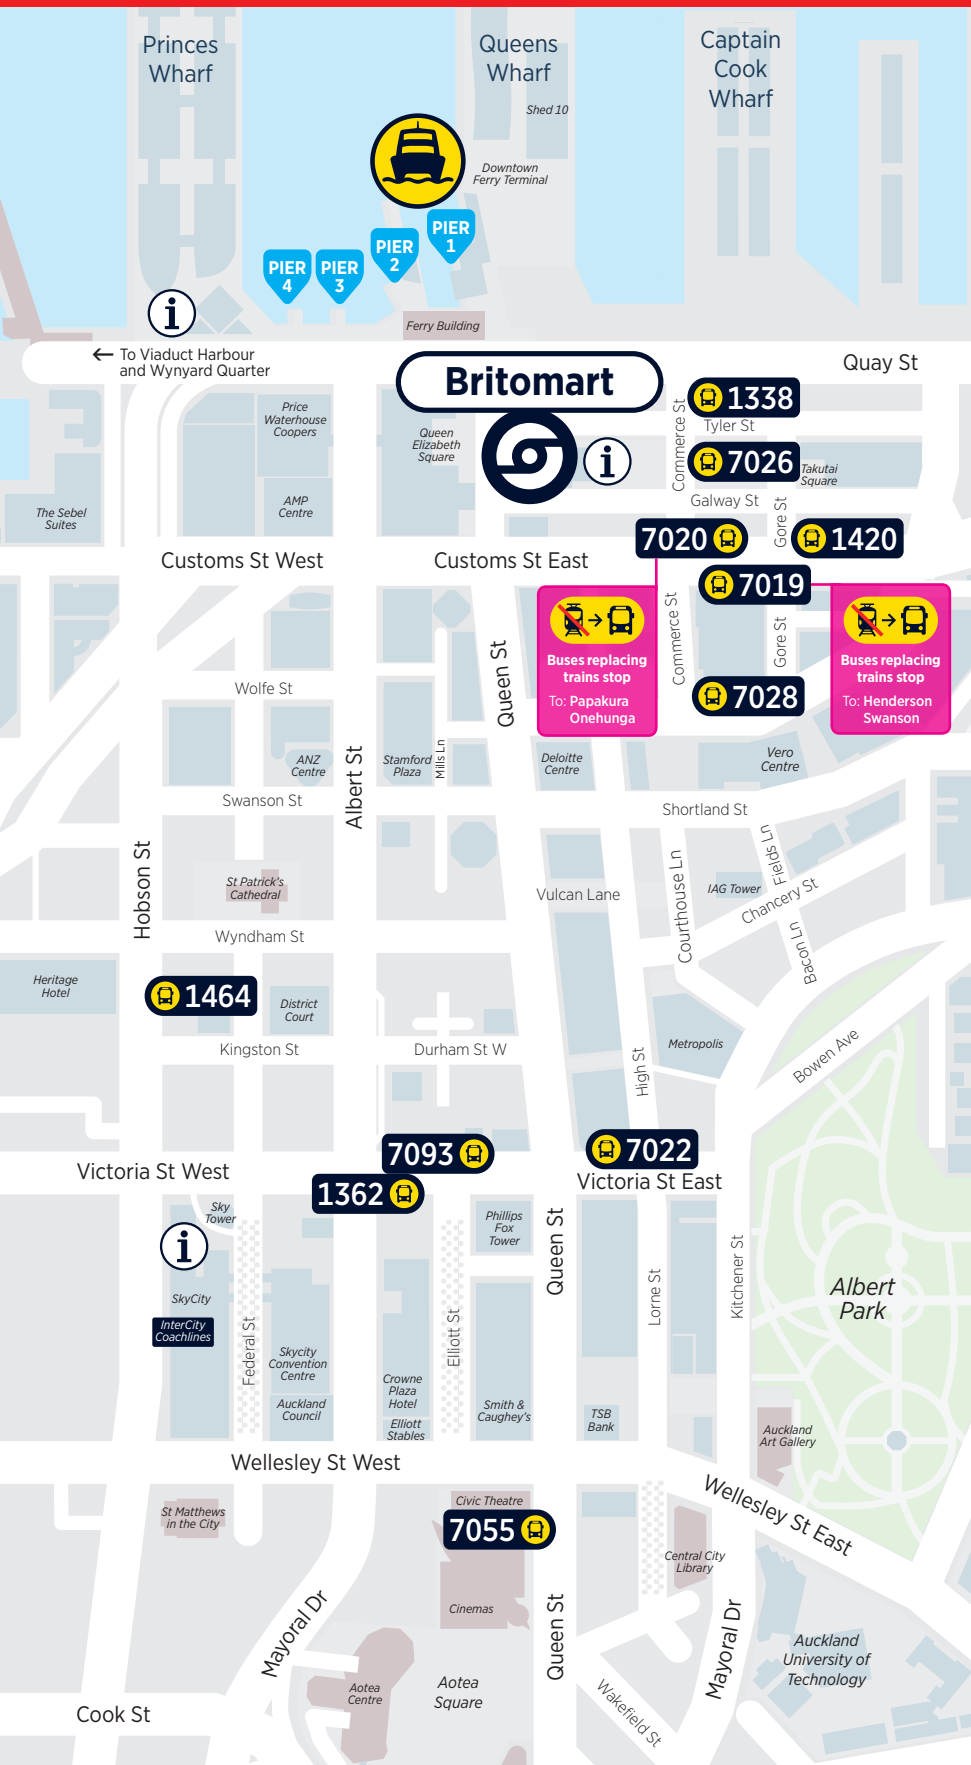 Princes
Wharf
Queens
Wharf
Captain
Cook
Wharf
Shed 10
Downtown
Ferry Terminal
PIER
1
PIER
2
PIER
3
PIER
4
Ferry Building
← To Viaduct Harbour
and Wynyard Quarter
Quay St
Britomart
1338
Tyler St
Commerce St
7026
Takutai
Square
Galway St
Gore St
Price
Waterhouse
Coopers
Queen
Elizabeth
Square
AMP
Centre
The Sebel
Suites
7020
1420
Customs St West
Customs St East
7019
Buses replacing
trains stop
To: Papakura
Onehunga
Commerce St
Gore St
Buses replacing
trains stop
To: Henderson
Swanson
7028
Queen St
Wolfe St
ANZ
Centre
Albert St
Stamford
Plaza
Mills Ln
Deloitte
Centre
Vero
Centre
Swanson St
Shortland St
Hobson St
St Patrick's
Cathedral
Vulcan Lane
Courthouse Ln
IAG Tower
Fields Ln
Chancery St
Bacon Ln
Wyndham St
Heritage
Hotel
1464
District
Court
Kingston St
Durham St W
High St
Metropolis
Bowen Ave
7093
7022
Victoria St West
1362
Victoria St East
Sky
Tower
Phillips
Fox
Tower
Queen St
SkyCity
InterCity
Coachlines
Federal St
Skycity
Convention
Centre
Auckland
Council
Elliott St
Crowne
Plaza
Hotel
Elliott
Stables
Smith &
Caughey's
TSB
Bank
Lorne St
Kitchener St
Albert
Park
Auckland
Art Gallery
Wellesley St West
Wellesley St East
St Matthews
in the City
Civic Theatre
7055
Central City
Library
Cinemas
Mayoral Dr
Queen St
Mayoral Dr
Auckland
University of
Technology
Aotea
Centre
Aotea
Square
Wakefield St
Cook St